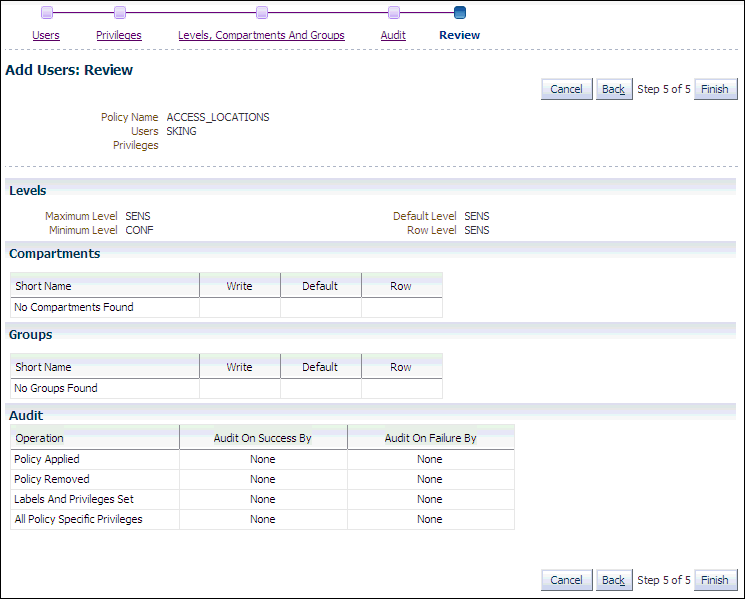 Users Privileges Levels, Compartments And Groups Audit Review
Add Users: Review
Cancel Back Step 5 of 5 Finish
Policy Name ACCESS_LOCATIONS
Users SKING
Privileges
Levels
Maximum Level SENS Default Level SENS
Minimum Level CONF Row Level SENS
Compartments
Short Name Write Default Row
No Compartments Found
Groups
Short Name Write Default Row
No Groups Found
Audit
Operation Audit On Success By Audit On Failure By
Policy Applied None None
Policy Removed None None
Labels And Privileges Set None None
All Policy Specific Privileges None None
Cancel Back Step 5 of 5 Finish